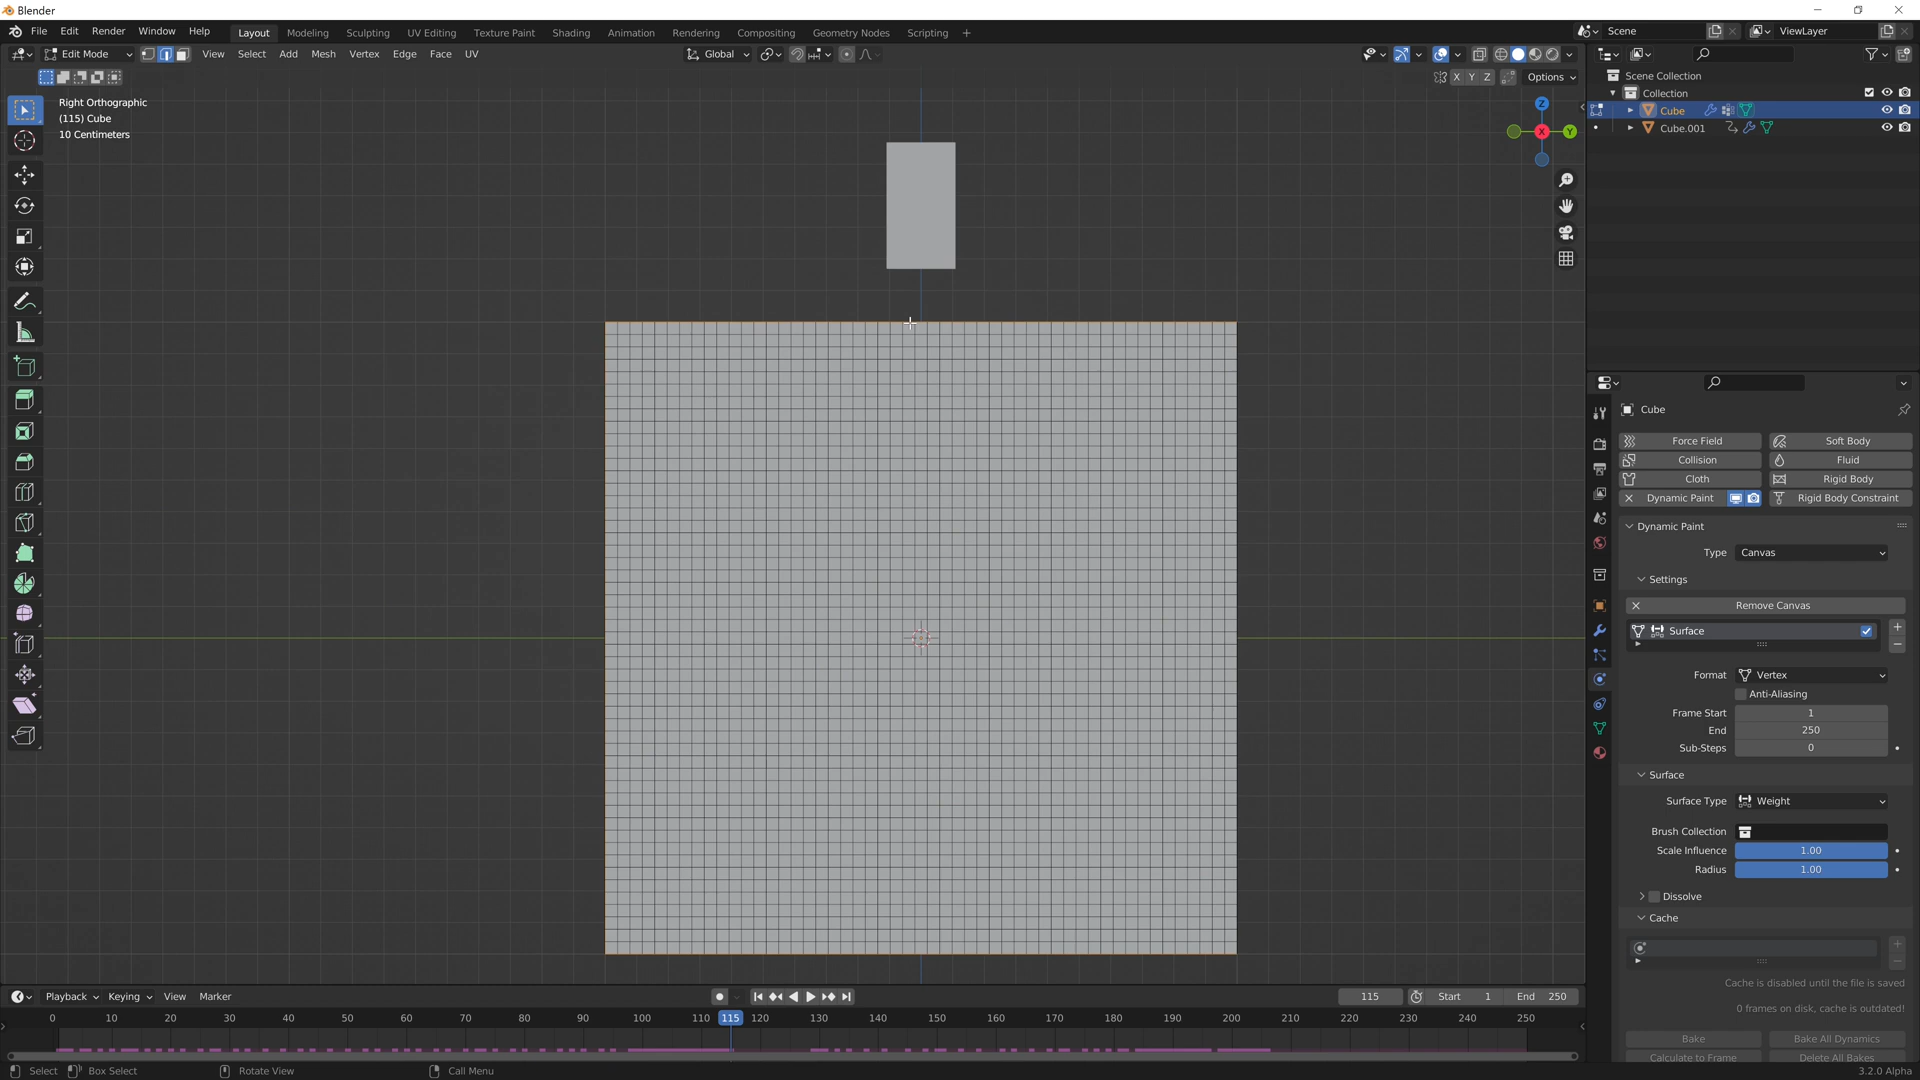 Blender
File Edit Render Window Help Layout Modeling Sculpting UV Editing Texture Paint Shading Animation Rendering Compositing Geometry Nodes Scripting + Scene ViewLayer
Edit Mode View Select Add Mesh Vertex Edge Face UV Global
X Y Z Options
Right Orthographic
(115) Cube
10 Centimeters
Z
X Y
Scene Collection
Collection
Cube
Cube.001
Cube
Force Field Soft Body
Collision Fluid
Cloth Rigid Body
Dynamic Paint Rigid Body Constraint
Dynamic Paint
Type Canvas
Settings
Remove Canvas
Surface
Format Vertex
Anti-Aliasing
Frame Start 1
End 250
Sub-Steps 0
Surface
Surface Type Weight
Brush Collection
Scale Influence 1.00
Radius 1.00
Dissolve
Cache
Cache is disabled until the file is saved
0 frames on disk, cache is outdated!
Bake Bake All Dynamics
Calculate to Frame Delete All Bakes
Playback Keying View Marker 115 Start 1 End 250
0 10 20 30 40 50 60 70 80 90 100 110 115 120 130 140 150 160 170 180 190 200 210 220 230 240 250
Select Box Select Rotate View Call Menu 3.2.0 Alpha